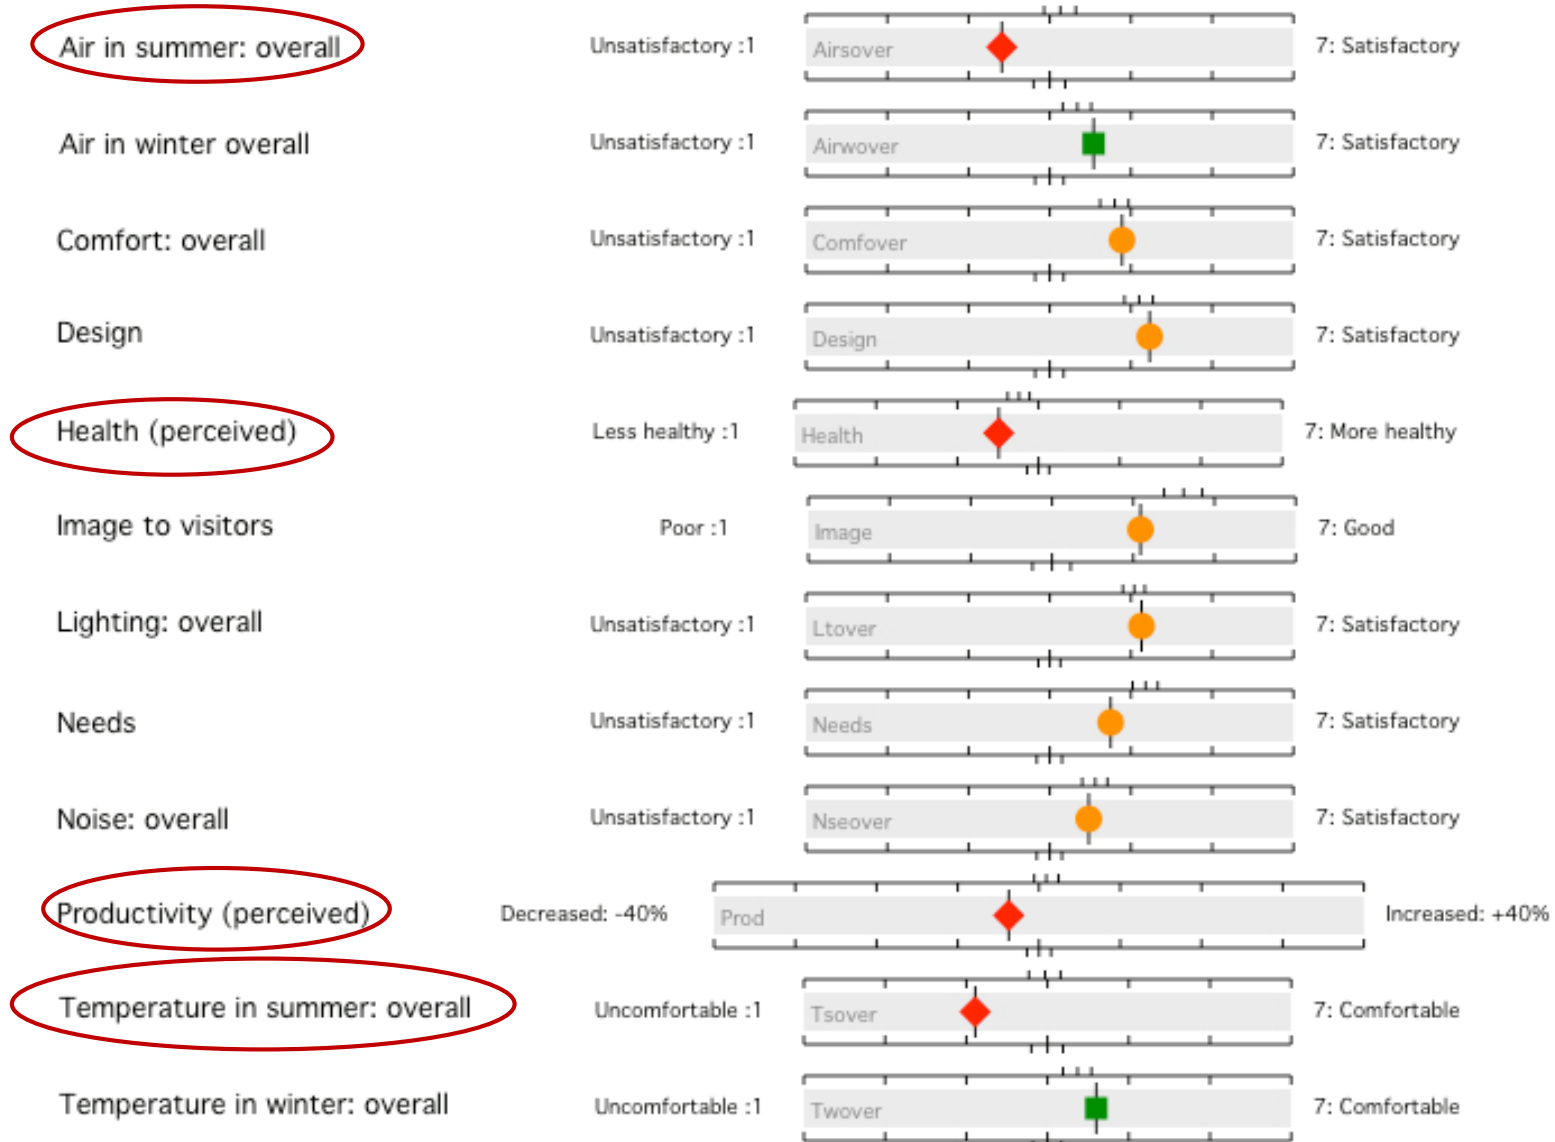 Air in summer: overall Unsatisfactory :1 Airsover 7: Satisfactory
Air in winter overall Unsatisfactory :1 Airwover 7: Satisfactory
Comfort: overall Unsatisfactory :1 Comfover 7: Satisfactory
Design Unsatisfactory :1 Design 7: Satisfactory
Health (perceived) Less healthy :1 Health 7: More healthy
Image to visitors Poor :1 Image 7: Good
Lighting: overall Unsatisfactory :1 Ltover 7: Satisfactory
Needs Unsatisfactory :1 Needs 7: Satisfactory
Noise: overall Unsatisfactory :1 Nseover 7: Satisfactory
Productivity (perceived) Decreased: -40% Prod Increased: +40%
Temperature in summer: overall Uncomfortable :1 Tsover 7: Comfortable
Temperature in winter: overall Uncomfortable :1 Twover 7: Comfortable